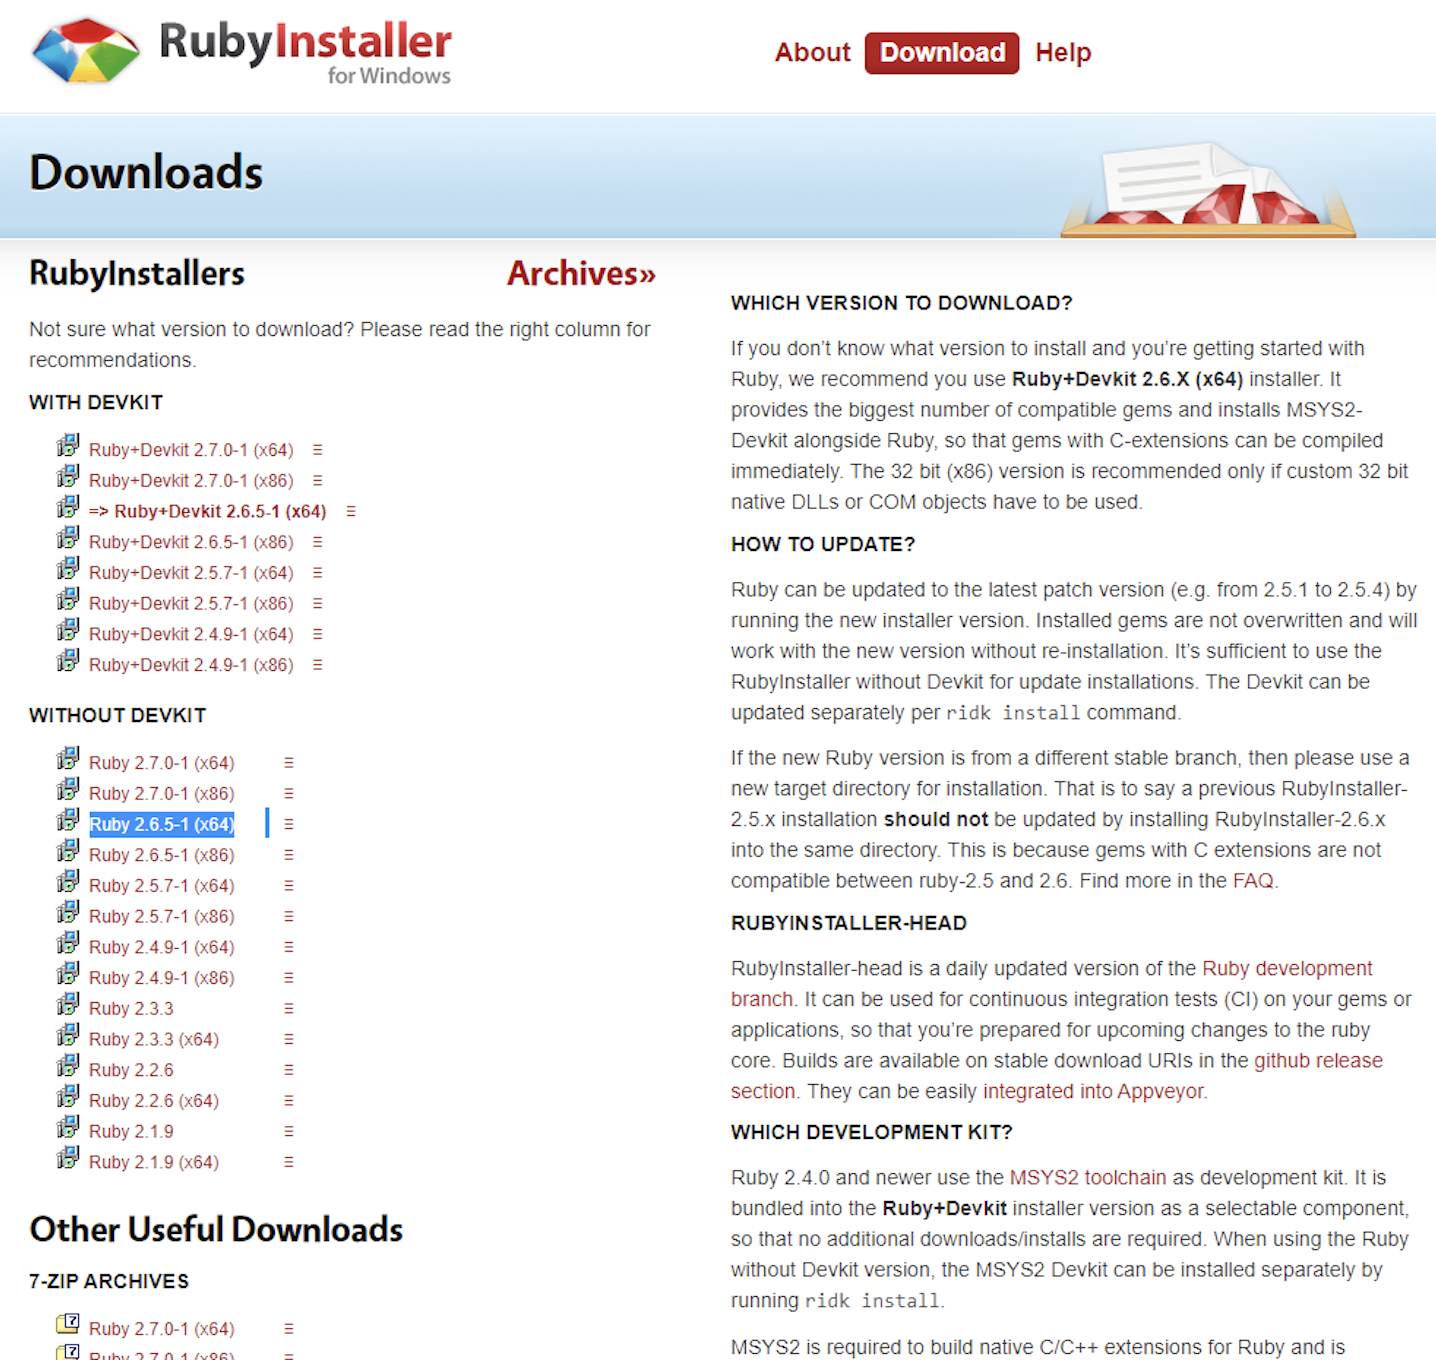 RubyInstaller
for Windows
About Download Help
Downloads
RubyInstallers
Archives»
Not sure what version to download? Please read the right column for
recommendations.
WITH DEVKIT
Ruby+Devkit 2.7.0-1 (x64)
Ruby+Devkit 2.7.0-1 (x86)
=> Ruby+Devkit 2.6.5-1 (x64)
Ruby+Devkit 2.6.5-1 (x86)
Ruby+Devkit 2.5.7-1 (x64)
Ruby+Devkit 2.5.7-1 (x86)
Ruby+Devkit 2.4.9-1 (x64)
Ruby+Devkit 2.4.9-1 (x86)
WITHOUT DEVKIT
Ruby 2.7.0-1 (x64)
Ruby 2.7.0-1 (x86)
Ruby 2.6.5-1 (x64)
Ruby 2.6.5-1 (x86)
Ruby 2.5.7-1 (x64)
Ruby 2.5.7-1 (x86)
Ruby 2.4.9-1 (x64)
Ruby 2.4.9-1 (x86)
Ruby 2.3.3
Ruby 2.3.3 (x64)
Ruby 2.2.6
Ruby 2.2.6 (x64)
Ruby 2.1.9
Ruby 2.1.9 (x64)
Other Useful Downloads
7-ZIP ARCHIVES
Ruby 2.7.0-1 (x64)
Ruby 2.7.0-1 (x86)
WHICH VERSION TO DOWNLOAD?
If you don’t know what version to install and you’re getting started with
Ruby, we recommend you use Ruby+Devkit 2.6.X (x64) installer. It
provides the biggest number of compatible gems and installs MSYS2-
Devkit alongside Ruby, so that gems with C-extensions can be compiled
immediately. The 32 bit (x86) version is recommended only if custom 32 bit
native DLLs or COM objects have to be used.
HOW TO UPDATE?
Ruby can be updated to the latest patch version (e.g. from 2.5.1 to 2.5.4) by
running the new installer version. Installed gems are not overwritten and will
work with the new version without re-installation. It’s sufficient to use the
RubyInstaller without Devkit for update installations. The Devkit can be
updated separately per ridk install command.
If the new Ruby version is from a different stable branch, then please use a
new target directory for installation. That is to say a previous RubyInstaller-
2.5.x installation should not be updated by installing RubyInstaller-2.6.x
into the same directory. This is because gems with C extensions are not
compatible between ruby-2.5 and 2.6. Find more in the FAQ.
RUBYINSTALLER-HEAD
RubyInstaller-head is a daily updated version of the Ruby development
branch. It can be used for continuous integration tests (CI) on your gems or
applications, so that you’re prepared for upcoming changes to the ruby
core. Builds are available on stable download URIs in the github release
section. They can be easily integrated into Appveyor.
WHICH DEVELOPMENT KIT?
Ruby 2.4.0 and newer use the MSYS2 toolchain as development kit. It is
bundled into the Ruby+Devkit installer version as a selectable component,
so that no additional downloads/installs are required. When using the Ruby
without Devkit version, the MSYS2 Devkit can be installed separately by
running ridk install.
MSYS2 is required to build native C/C++ extensions for Ruby and is